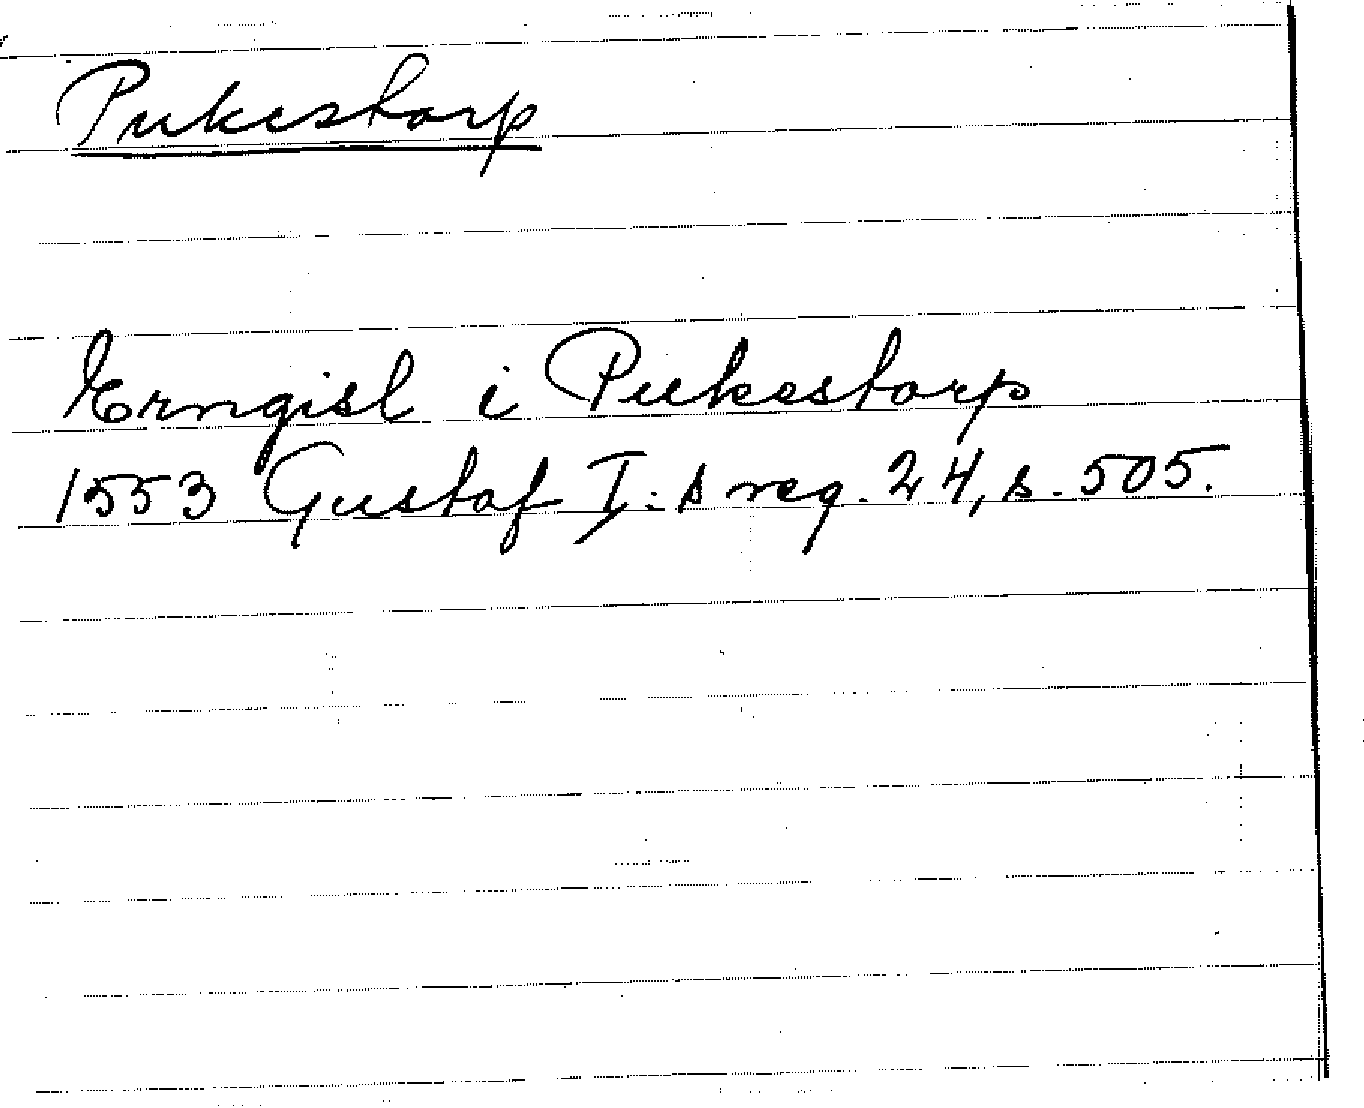 Pukestorp
Erngisl i Pukestorp
1553 Gustaf I:s reg. 24, s. 505.